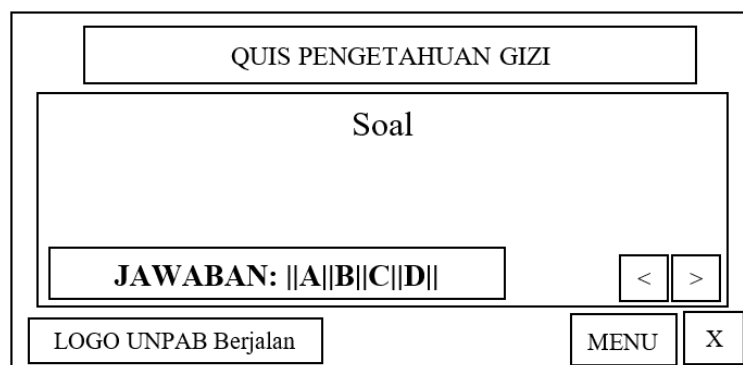 QUIS PENGETAHUAN GIZI
Soal
JAWABAN: ||A||B||C||D||
< >
LOGO UNPAB Berjalan
MENU
X